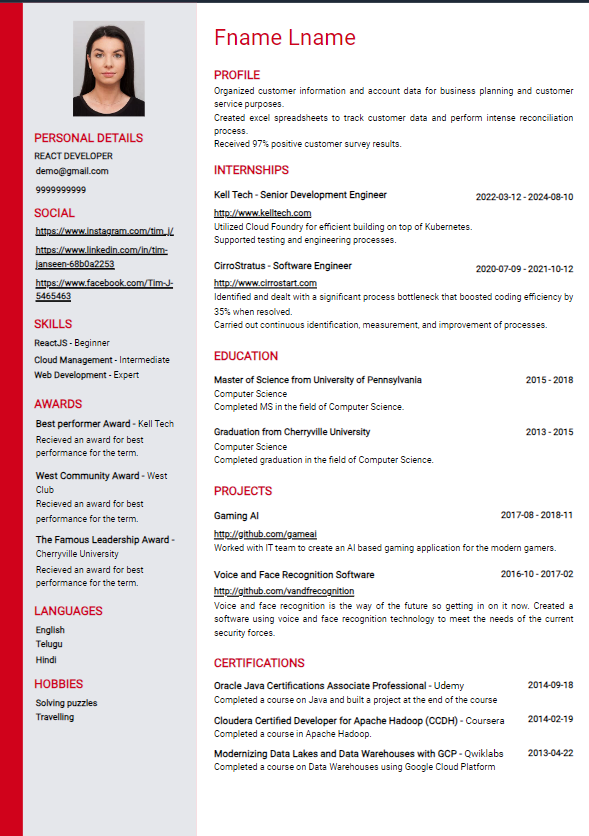 PERSONAL DETAILS
REACT DEVELOPER
demo@gmail.com
9999999999
SOCIAL
https://www.instagram.com/tim_j/
https://www.linkedin.com/in/tim-
janseen-68b0a2253
https://www.facebook.com/Tim-J-
5465463
SKILLS
ReactJS - Beginner
Cloud Management - Intermediate
Web Development - Expert
AWARDS
Best performer Award - Kell Tech
Recieved an award for best
performance for the term.
West Community Award - West
Club
Recieved an award for best
performance for the term.
The Famous Leadership Award -
Cherryville University
Recieved an award for best
performance for the term.
LANGUAGES
English
Telugu
Hindi
HOBBIES
Solving puzzles
Travelling
Fname Lname
PROFILE
Organized customer information and account data for business planning and customer
service purposes.
Created excel spreadsheets to track customer data and perform intense reconciliation
process.
Received 97% positive customer survey results.
INTERNSHIPS
Kell Tech - Senior Development Engineer 2022-03-12 - 2024-08-10
http://www.kelltech.com
Utilized Cloud Foundry for efficient building on top of Kubernetes.
Supported testing and engineering processes.
CirroStratus - Software Engineer 2020-07-09 - 2021-10-12
http://www.cirrostart.com
Identified and dealt with a significant process bottleneck that boosted coding efficiency by
35% when resolved.
Carried out continuous identification, measurement, and improvement of processes.
EDUCATION
Master of Science from University of Pennsylvania 2015 - 2018
Computer Science
Completed MS in the field of Computer Science.
Graduation from Cherryville University 2013 - 2015
Computer Science
Completed graduation in the field of Computer Science.
PROJECTS
Gaming AI 2017-08 - 2018-11
http://github.com/gameai
Worked with IT team to create an AI based gaming application for the modern gamers.
Voice and Face Recognition Software 2016-10 - 2017-02
http://github.com/vandfrecognition
Voice and face recognition is the way of the future so getting in on it now. Created a
software using voice and face recognition technology to meet the needs of the current
security forces.
CERTIFICATIONS
Oracle Java Certifications Associate Professional - Udemy 2014-09-18
Completed a course on Java and built a project at the end of the course
Cloudera Certified Developer for Apache Hadoop (CCDH) - Coursera 2014-02-19
Completed a course in Apache Hadoop.
Modernizing Data Lakes and Data Warehouses with GCP - Qwiklabs 2013-04-22
Completed a course on Data Warehouses using Google Cloud Platform